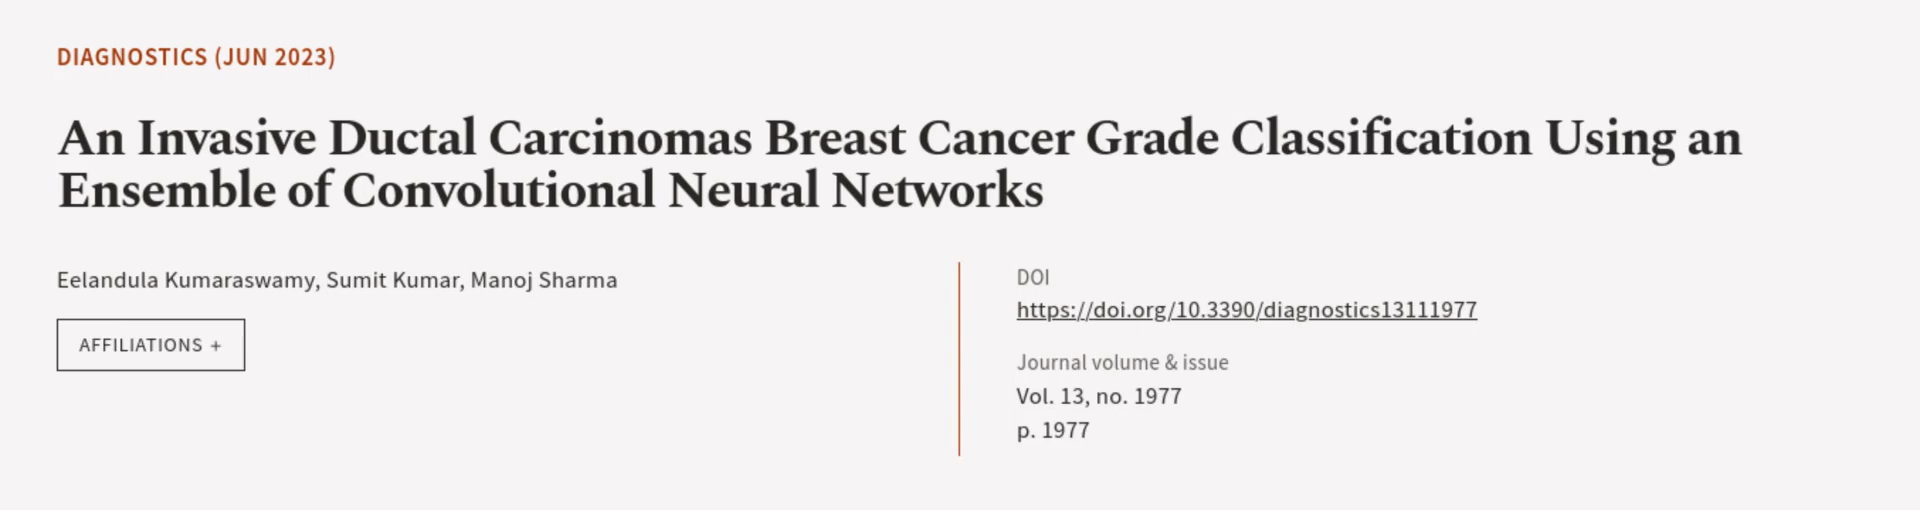 DIAGNOSTICS (JUN 2023)
An Invasive Ductal Carcinomas Breast Cancer Grade Classification Using an
Ensemble of Convolutional Neural Networks
Eelandula Kumaraswamy, Sumit Kumar, Manoj Sharma
AFFILIATIONS +
DOI
https://doi.org/10.3390/diagnostics13111977
Journal volume & issue
Vol. 13, no. 1977
p. 1977